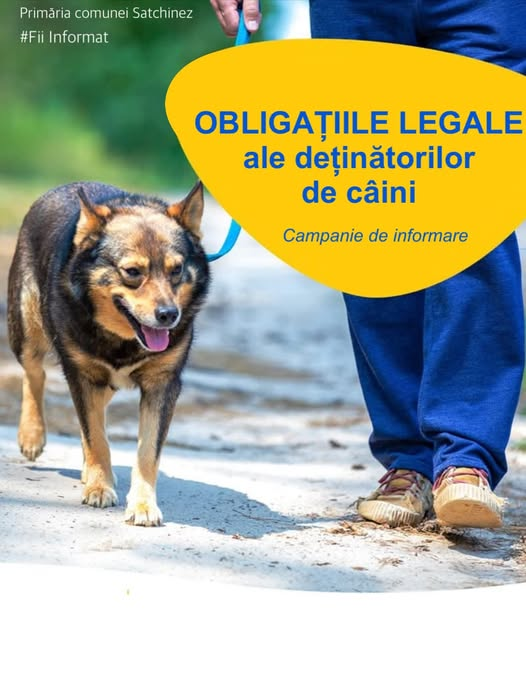 Primăria comunei Satchinez
#Fii Informat
OBLIGAȚIILE LEGALE
ale deținătorilor
de câini
Campanie de informare